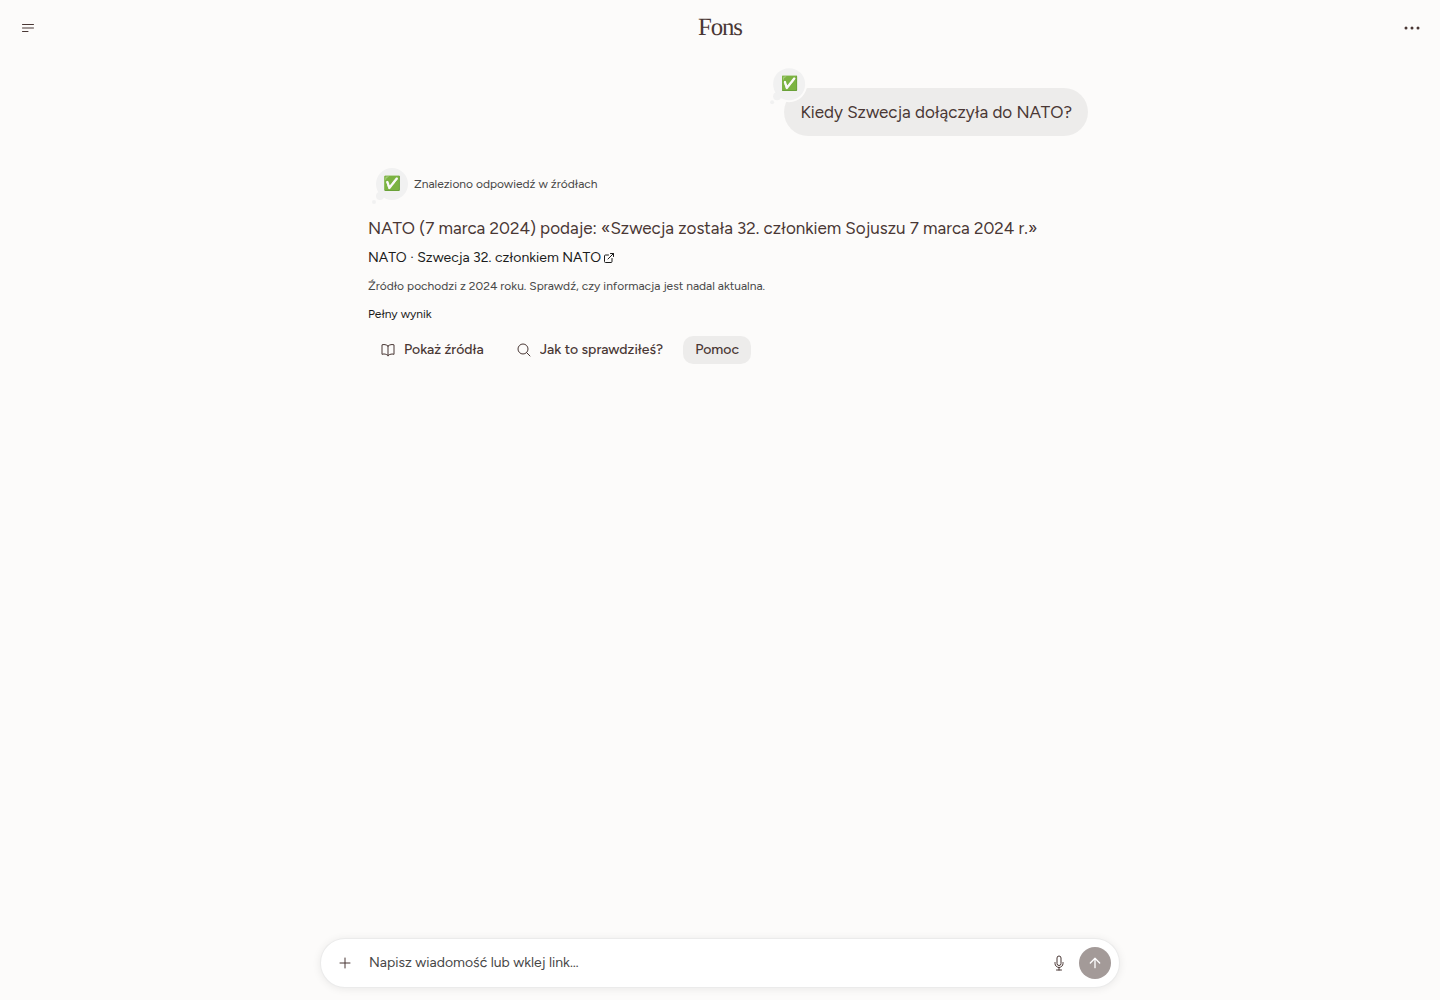 Fons
Kiedy Szwecja dołączyła do NATO?
Znaleziono odpowiedź w źródłach
NATO (7 marca 2024) podaje: «Szwecja została 32. członkiem Sojuszu 7 marca 2024 r.»
NATO · Szwecja 32. członkiem NATO
Źródło pochodzi z 2024 roku. Sprawdź, czy informacja jest nadal aktualna.
Pełny wynik
Pokaż źródła Jak to sprawdziłeś? Pomoc
Napisz wiadomość lub wklej link...